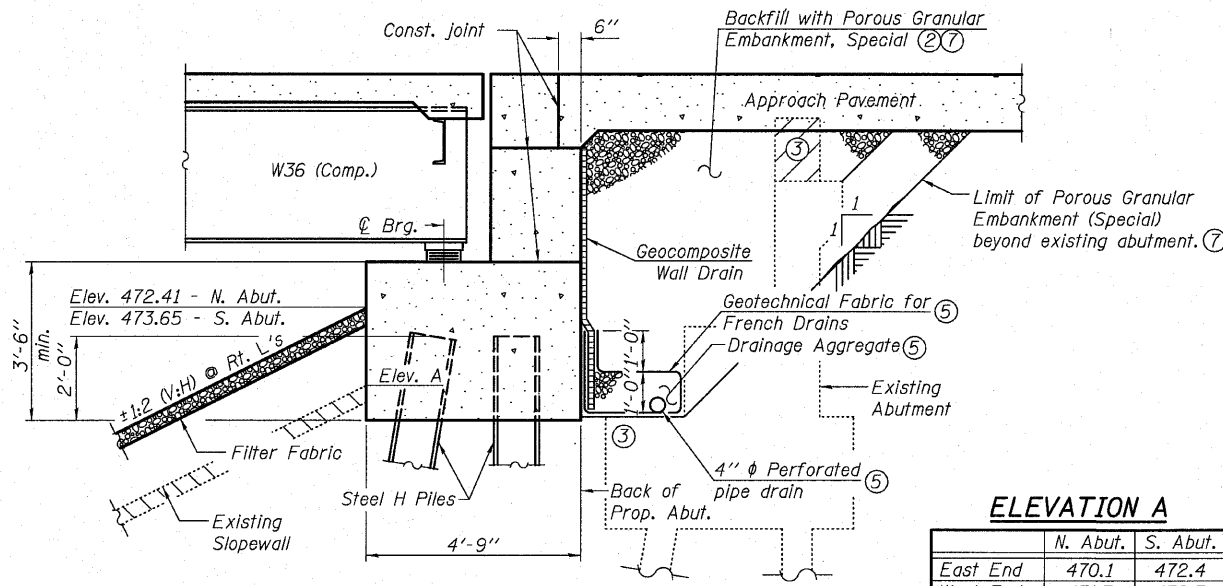 Const. joint
6"
Backfill with Porous Granular
Embankment, Special ②⑦
Approach Pavement
③
W36 (Comp.)
℄ Brg.
1
1
Limit of Porous Granular
Embankment (Special)
beyond existing abutment. ⑦
Geocomposite
Wall Drain
Elev. 472.41 - N. Abut.
Elev. 473.65 - S. Abut.
Geotechnical Fabric for ⑤
French Drains
Drainage Aggregate ⑤
3'-6"
min.
2'-0"
1'-0"
1'-0"
±1:2 (V:H) @ Rt. L's
Elev. A
Existing
Abutment
③
Filter Fabric
4" ϕ Perforated
pipe drain ⑤
Steel H Piles
Back of
Prop. Abut.
Existing
Slopewall
4'-9"
ELEVATION A
N. Abut. S. Abut.
East End 470.1 472.4